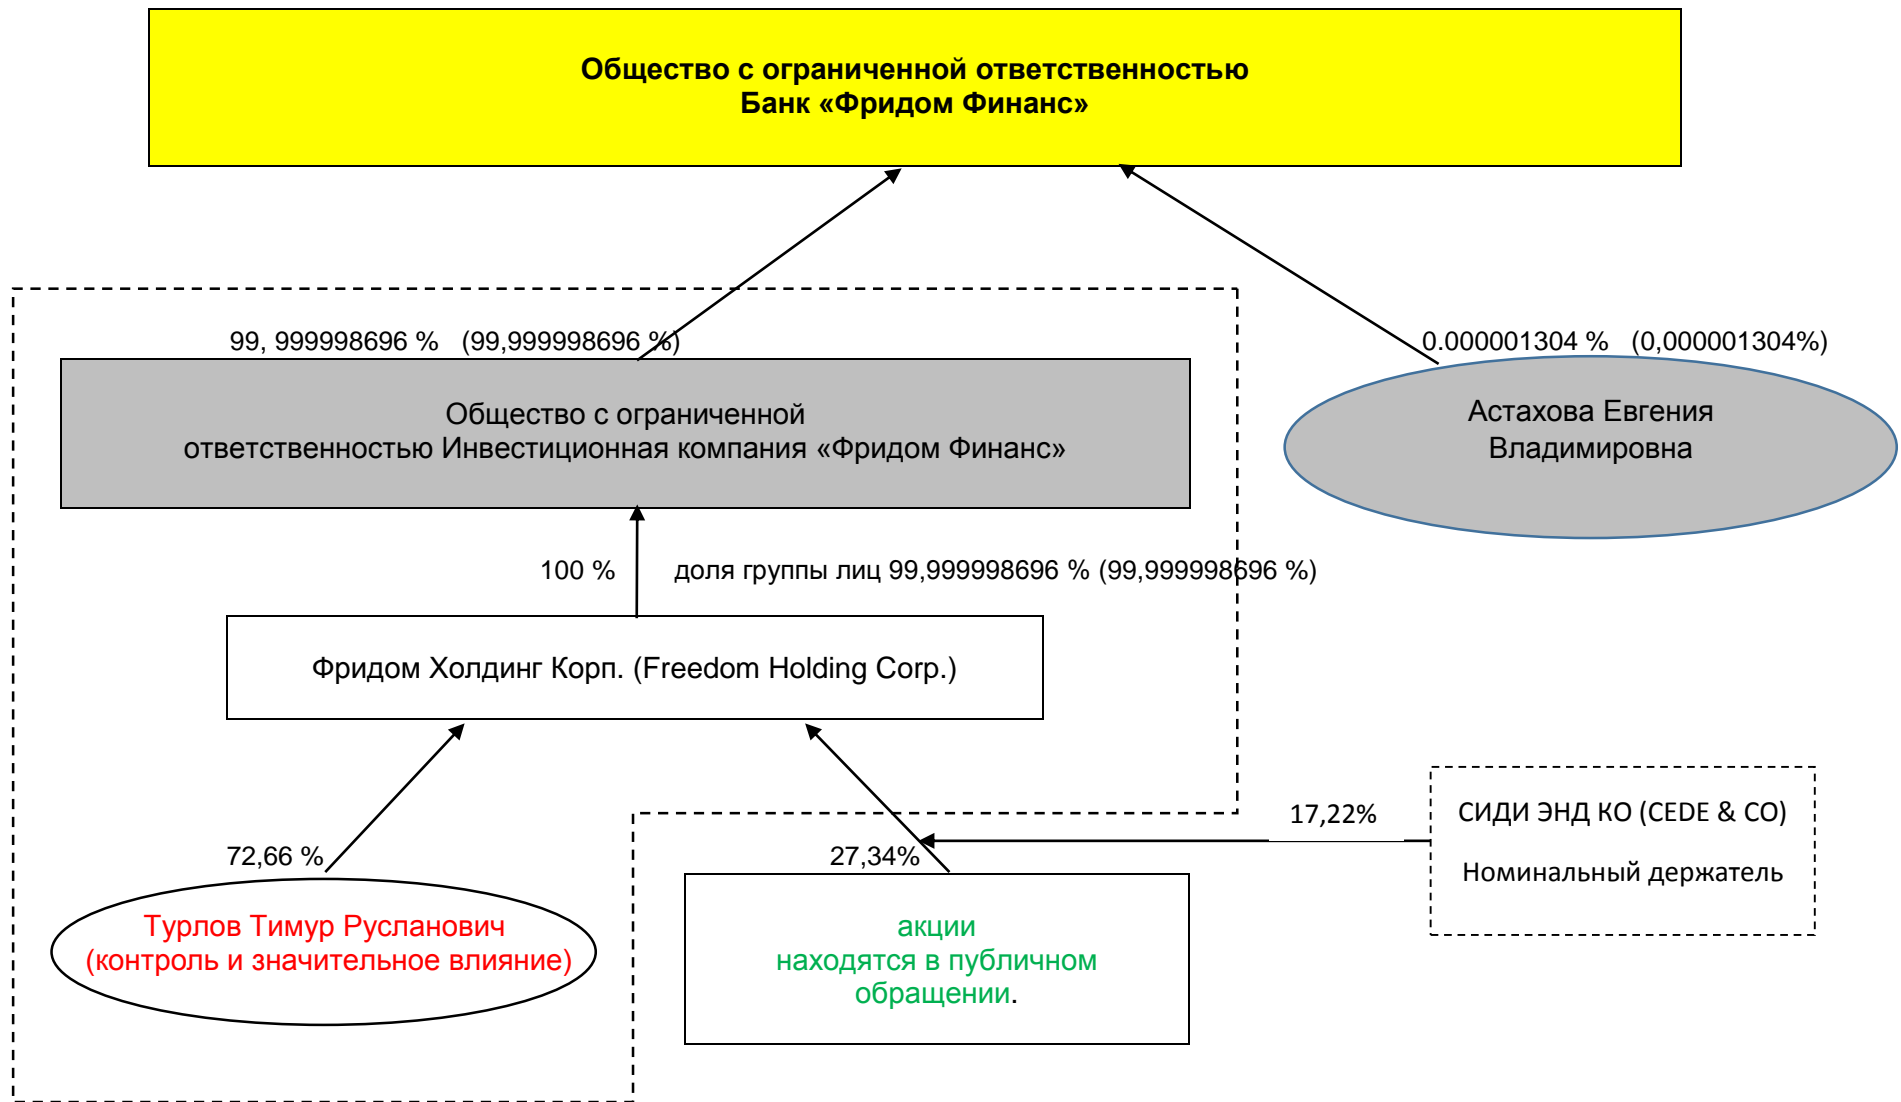 Общество с ограниченной ответственностью
Банк «Фридом Финанс»
99, 999998696 % (99,999998696 %)
0.000001304 % (0,000001304%)
Общество с ограниченной
ответственностью Инвестиционная компания «Фридом Финанс»
Астахова Евгения
Владимировна
100 %
доля группы лиц 99,999998696 % (99,999998696 %)
Фридом Холдинг Корп. (Freedom Holding Corp.)
17,22%
СИДИ ЭНД КО (CEDE & CO)
Номинальный держатель
72,66 %
27,34%
Турлов Тимур Русланович
(контроль и значительное влияние)
акции
находятся в публичном
обращении.